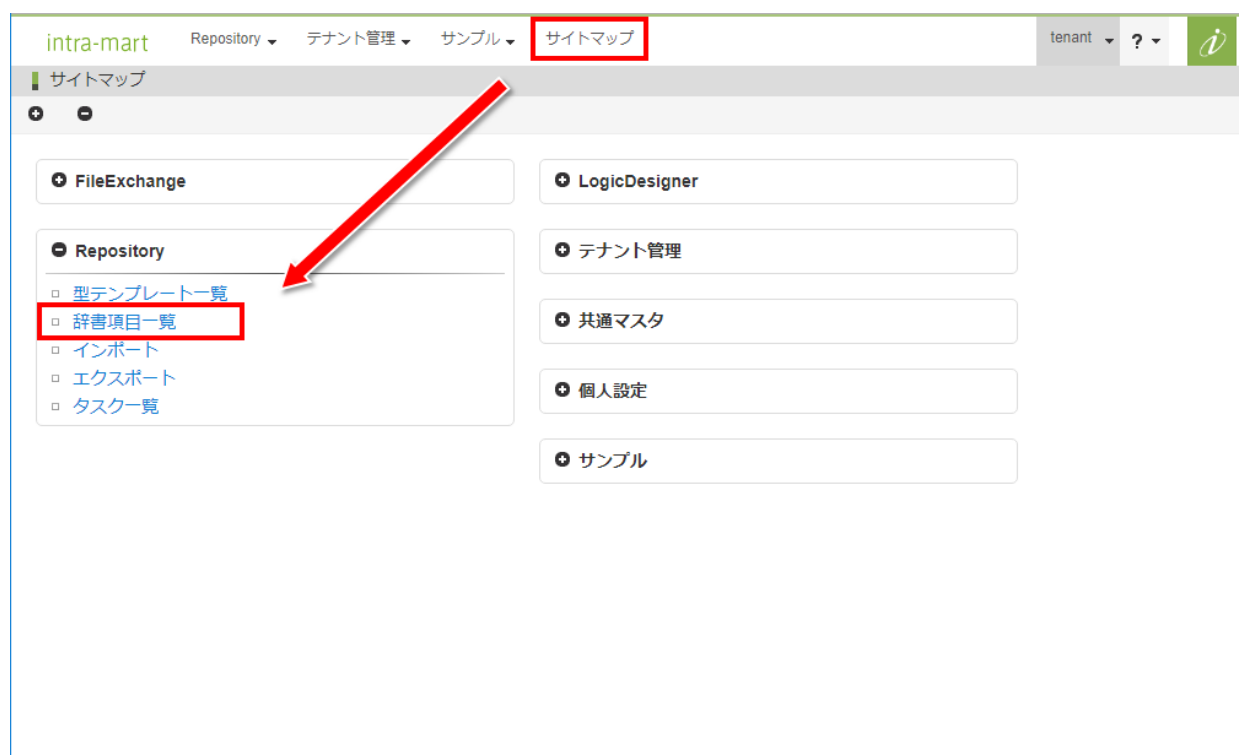 intra-mart Repository テナント管理 サンプル サイトマップ tenant ?
サイトマップ
FileExchange
Repository
型テンプレート一覧
辞書項目一覧
インポート
エクスポート
タスク一覧
LogicDesigner
テナント管理
共通マスタ
個人設定
サンプル